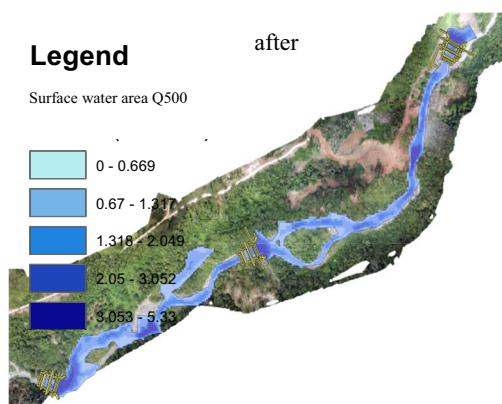 after
Legend
Surface water area Q500
0 - 0.669
0.67 - 1.317
1.318 - 2.049
2.05 - 3.052
3.053 - 5.33